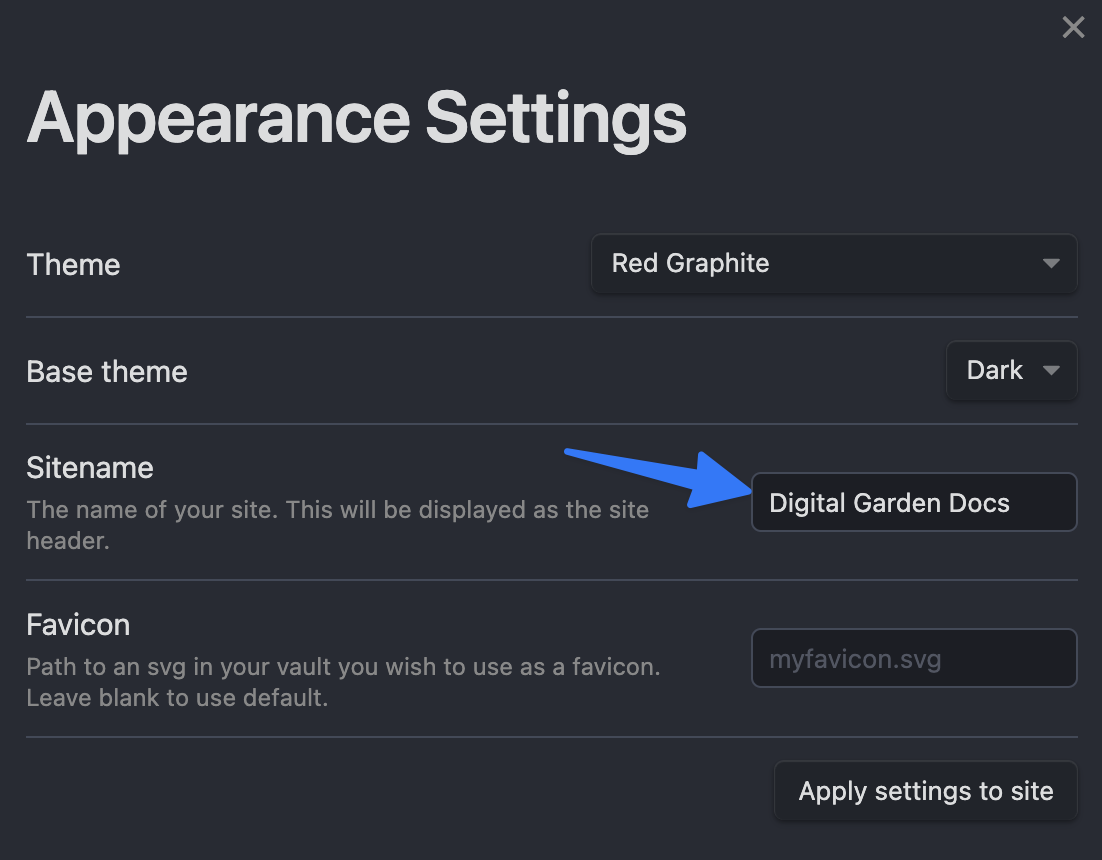 Appearance Settings
Theme
Red Graphite
Base theme
Dark
Sitename
The name of your site. This will be displayed as the site
header.
Digital Garden Docs
Favicon
Path to an svg in your vault you wish to use as a favicon.
Leave blank to use default.
myfavicon.svg
Apply settings to site